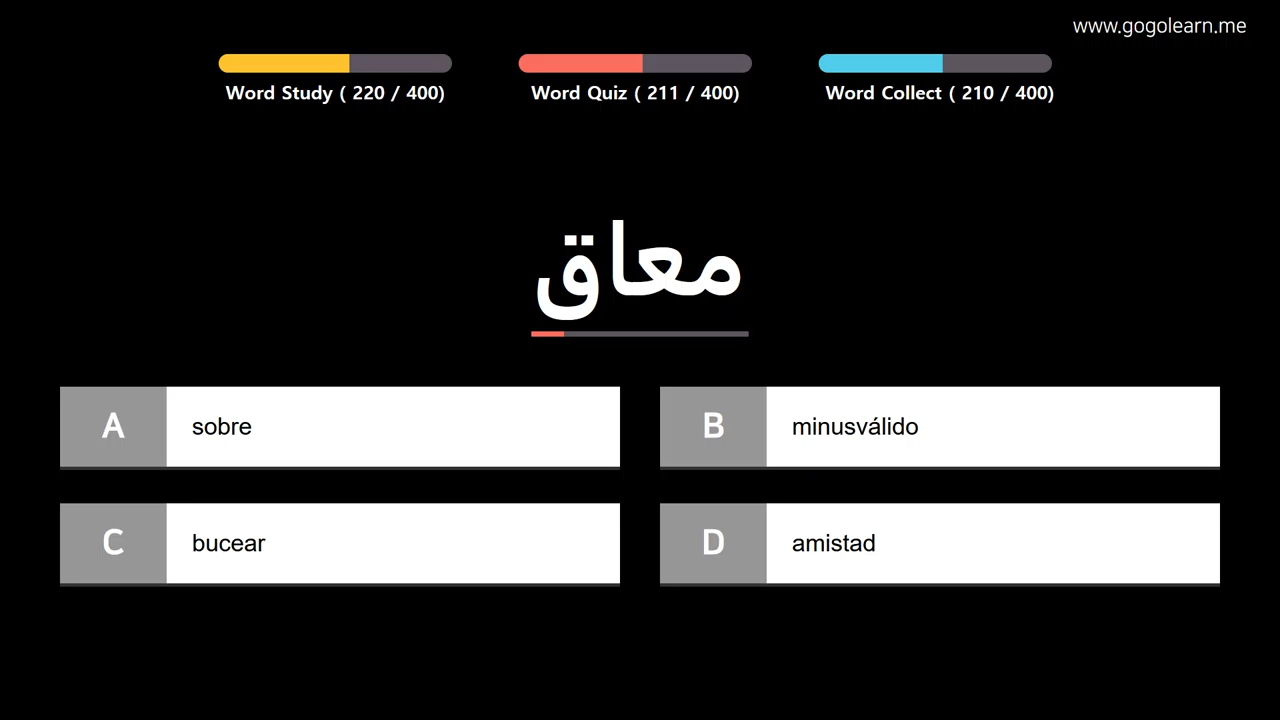 www.gogolearn.me
Word Study ( 220 / 400)
Word Quiz ( 211 / 400)
Word Collect ( 210 / 400)
معاق
A sobre
B minusválido
C bucear
D amistad